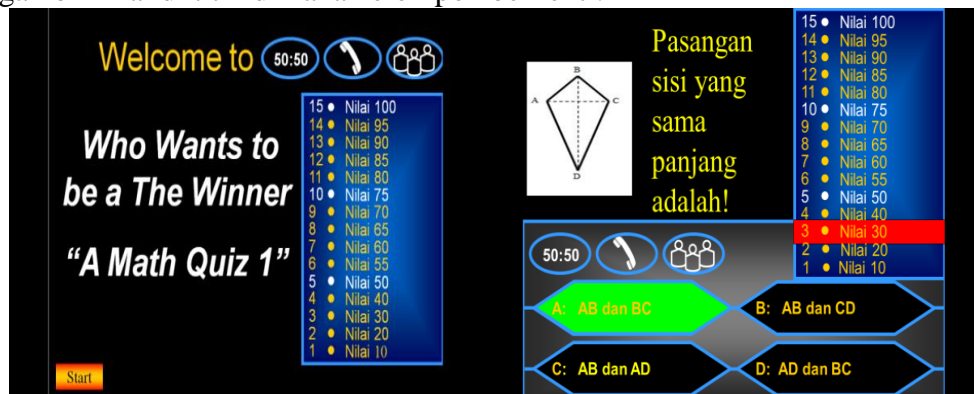 Welcome to 50:50
Who Wants to
be a The Winner
“A Math Quiz 1”
15 • Nilai 100
14 • Nilai 95
13 • Nilai 90
12 • Nilai 85
11 • Nilai 80
10 • Nilai 75
9 • Nilai 70
8 • Nilai 65
7 • Nilai 60
6 • Nilai 55
5 • Nilai 50
4 • Nilai 40
3 • Nilai 30
2 • Nilai 20
1 • Nilai 10
Start
B
A C
D
Pasangan
sisi yang
sama
panjang
adalah!
15 • Nilai 100
14 • Nilai 95
13 • Nilai 90
12 • Nilai 85
11 • Nilai 80
10 • Nilai 75
9 • Nilai 70
8 • Nilai 65
7 • Nilai 60
6 • Nilai 55
5 • Nilai 50
4 • Nilai 40
3 • Nilai 30
2 • Nilai 20
1 • Nilai 10
50:50
A: AB dan BC
B: AB dan CD
C: AB dan AD
D: AD dan BC